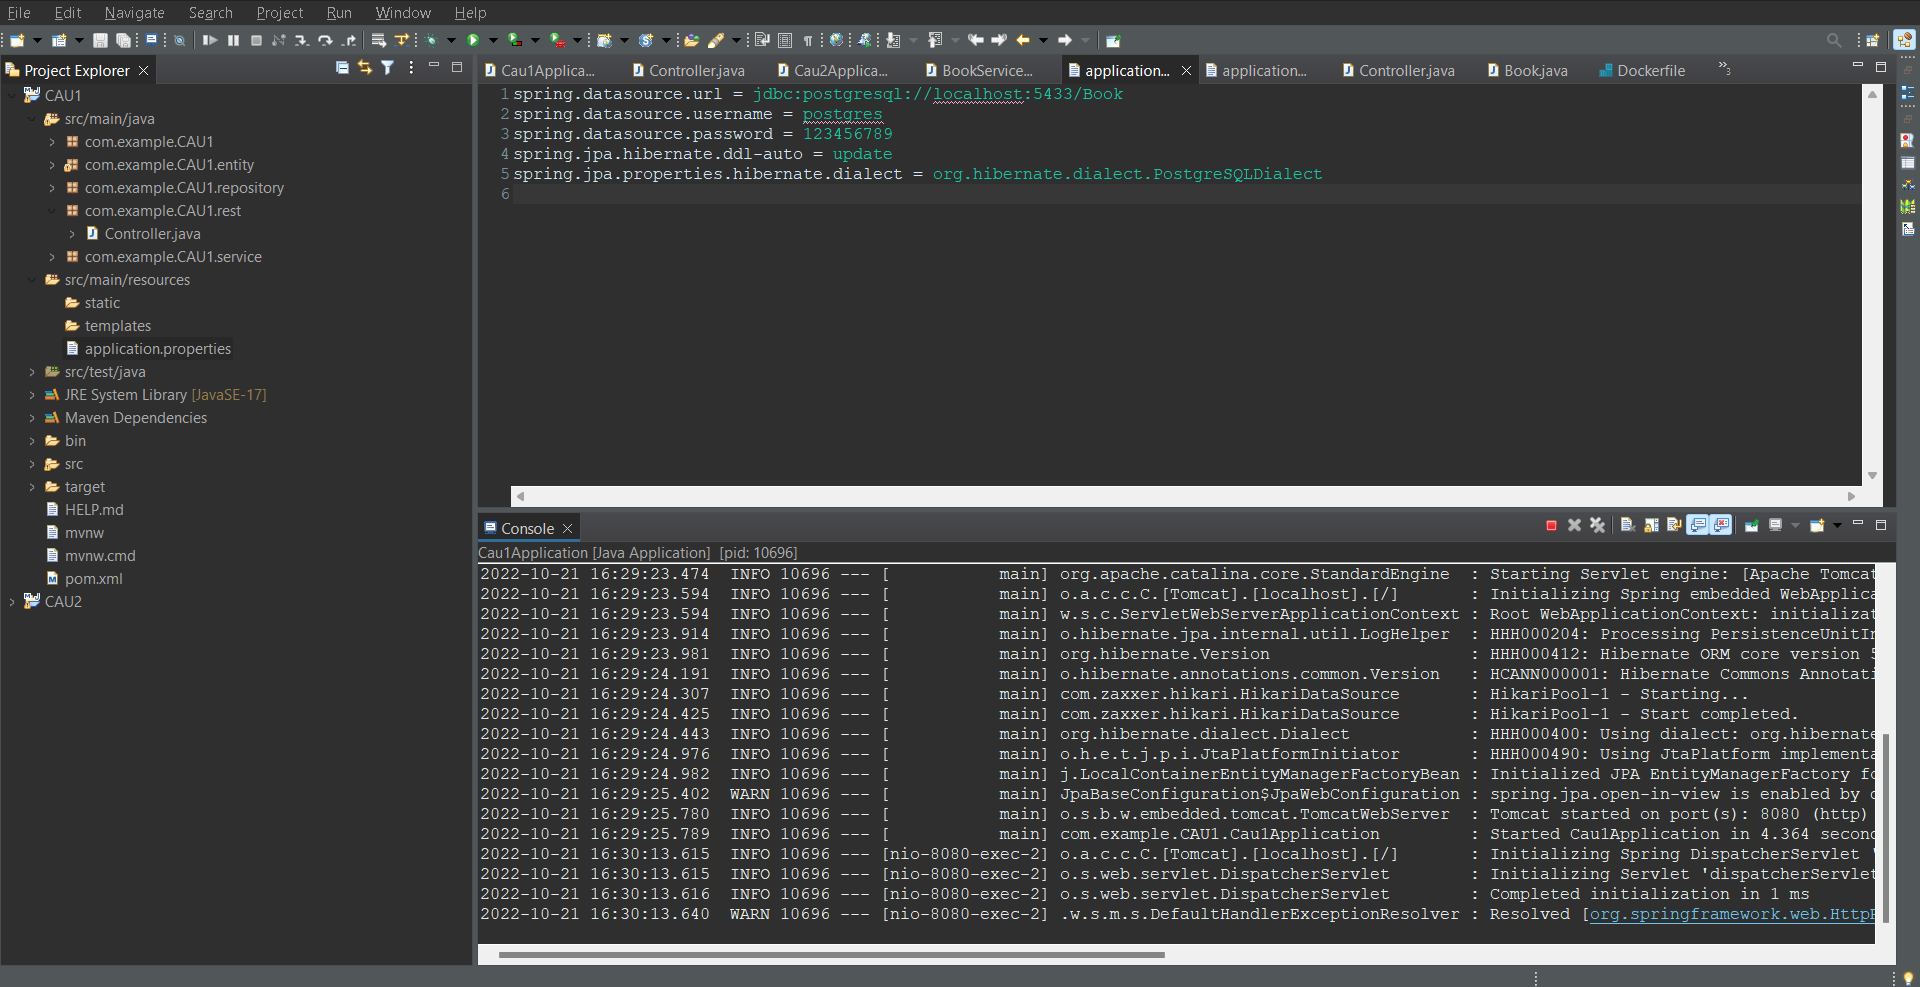 File Edit Navigate Search Project Run Window Help
Project Explorer
CAU1
src/main/java
com.example.CAU1
com.example.CAU1.entity
com.example.CAU1.repository
com.example.CAU1.rest
Controller.java
com.example.CAU1.service
src/main/resources
static
templates
application.properties
src/test/java
JRE System Library [JavaSE-17]
Maven Dependencies
bin
src
target
HELP.md
mvnw
mvnw.cmd
pom.xml
CAU2
Cau1Applica... Controller.java Cau2Applica... BookService... application... application... Controller.java Book.java Dockerfile 3
1 spring.datasource.url = jdbc:postgresql://localhost:5433/Book
2 spring.datasource.username = postgres
3 spring.datasource.password = 123456789
4 spring.jpa.hibernate.ddl-auto = update
5 spring.jpa.properties.hibernate.dialect = org.hibernate.dialect.PostgreSQLDialect
6
Console
Cau1Application [Java Application] [pid: 10696]
2022-10-21 16:29:23.474 INFO 10696 --- [ main] org.apache.catalina.core.StandardEngine : Starting Servlet engine: [Apache Tomcat
2022-10-21 16:29:23.594 INFO 10696 --- [ main] o.a.c.c.C.[Tomcat].[localhost].[/] : Initializing Spring embedded WebApplica
2022-10-21 16:29:23.594 INFO 10696 --- [ main] w.s.c.ServletWebServerApplicationContext : Root WebApplicationContext: initializat
2022-10-21 16:29:23.914 INFO 10696 --- [ main] o.hibernate.jpa.internal.util.LogHelper : HHH000204: Processing PersistenceUnitIn
2022-10-21 16:29:23.981 INFO 10696 --- [ main] org.hibernate.Version : HHH000412: Hibernate ORM core version 5
2022-10-21 16:29:24.191 INFO 10696 --- [ main] o.hibernate.annotations.common.Version : HCANN000001: Hibernate Commons Annotati
2022-10-21 16:29:24.307 INFO 10696 --- [ main] com.zaxxer.hikari.HikariDataSource : HikariPool-1 - Starting...
2022-10-21 16:29:24.425 INFO 10696 --- [ main] com.zaxxer.hikari.HikariDataSource : HikariPool-1 - Start completed.
2022-10-21 16:29:24.443 INFO 10696 --- [ main] org.hibernate.dialect.Dialect : HHH000400: Using dialect: org.hibernate
2022-10-21 16:29:24.976 INFO 10696 --- [ main] o.h.e.t.j.p.i.JtaPlatformInitiator : HHH000490: Using JtaPlatform implementa
2022-10-21 16:29:24.982 INFO 10696 --- [ main] j.LocalContainerEntityManagerFactoryBean : Initialized JPA EntityManagerFactory fo
2022-10-21 16:29:25.402 WARN 10696 --- [ main] JpaBaseConfiguration$JpaWebConfiguration : spring.jpa.open-in-view is enabled by d
2022-10-21 16:29:25.780 INFO 10696 --- [ main] o.s.b.w.embedded.tomcat.TomcatWebServer : Tomcat started on port(s): 8080 (http)
2022-10-21 16:29:25.789 INFO 10696 --- [ main] com.example.CAU1.Cau1Application : Started Cau1Application in 4.364 secon
2022-10-21 16:30:13.615 INFO 10696 --- [nio-8080-exec-2] o.a.c.c.C.[Tomcat].[localhost].[/] : Initializing Spring DispatcherServlet '
2022-10-21 16:30:13.615 INFO 10696 --- [nio-8080-exec-2] o.s.web.servlet.DispatcherServlet : Initializing Servlet 'dispatcherServlet
2022-10-21 16:30:13.616 INFO 10696 --- [nio-8080-exec-2] o.s.web.servlet.DispatcherServlet : Completed initialization in 1 ms
2022-10-21 16:30:13.640 WARN 10696 --- [nio-8080-exec-2] .w.s.m.s.DefaultHandlerExceptionResolver : Resolved [org.springframework.web.HttpR